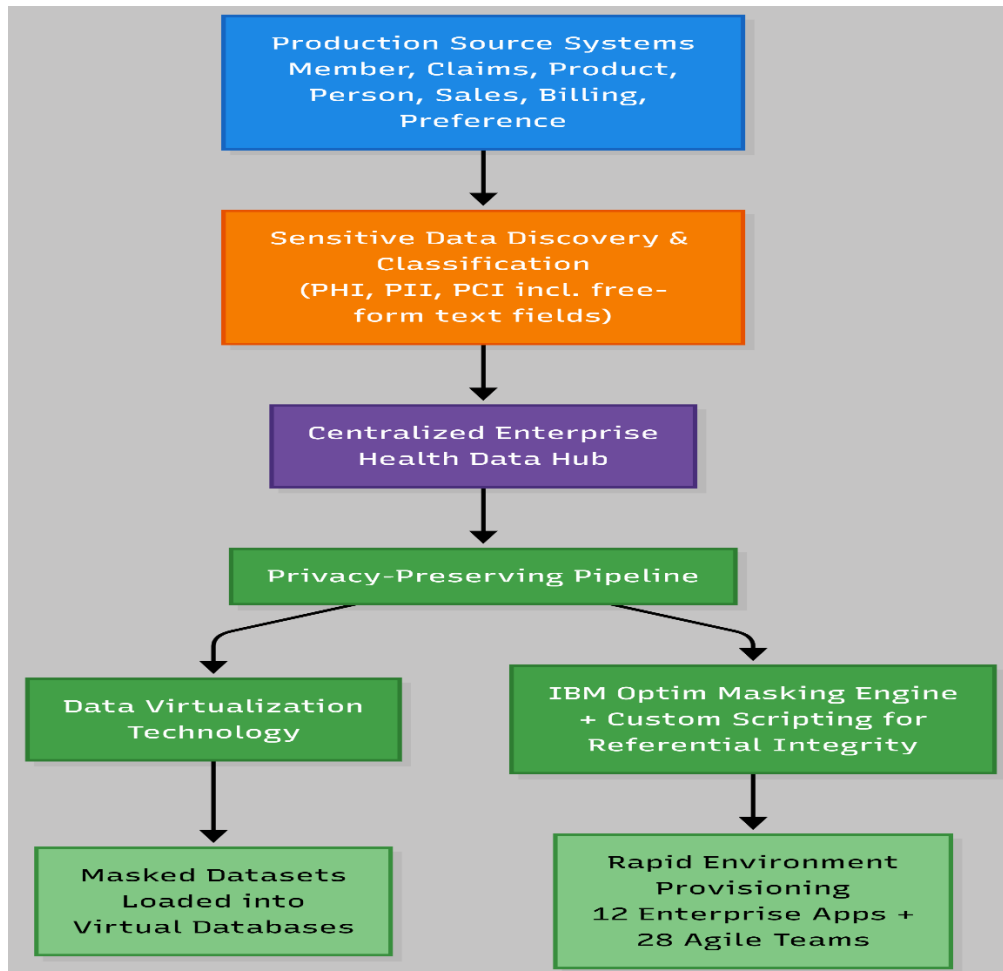 Production Source Systems
Member, Claims, Product,
Person, Sales, Billing,
Preference
Sensitive Data Discovery &
Classification
(PHI, PII, PCI incl. free-
form text fields)
Centralized Enterprise
Health Data Hub
Privacy-Preserving Pipeline
Data Virtualization
Technology
IBM Optim Masking Engine
+ Custom Scripting for
Referential Integrity
Masked Datasets
Loaded into
Virtual Databases
Rapid Environment
Provisioning
12 Enterprise Apps +
28 Agile Teams